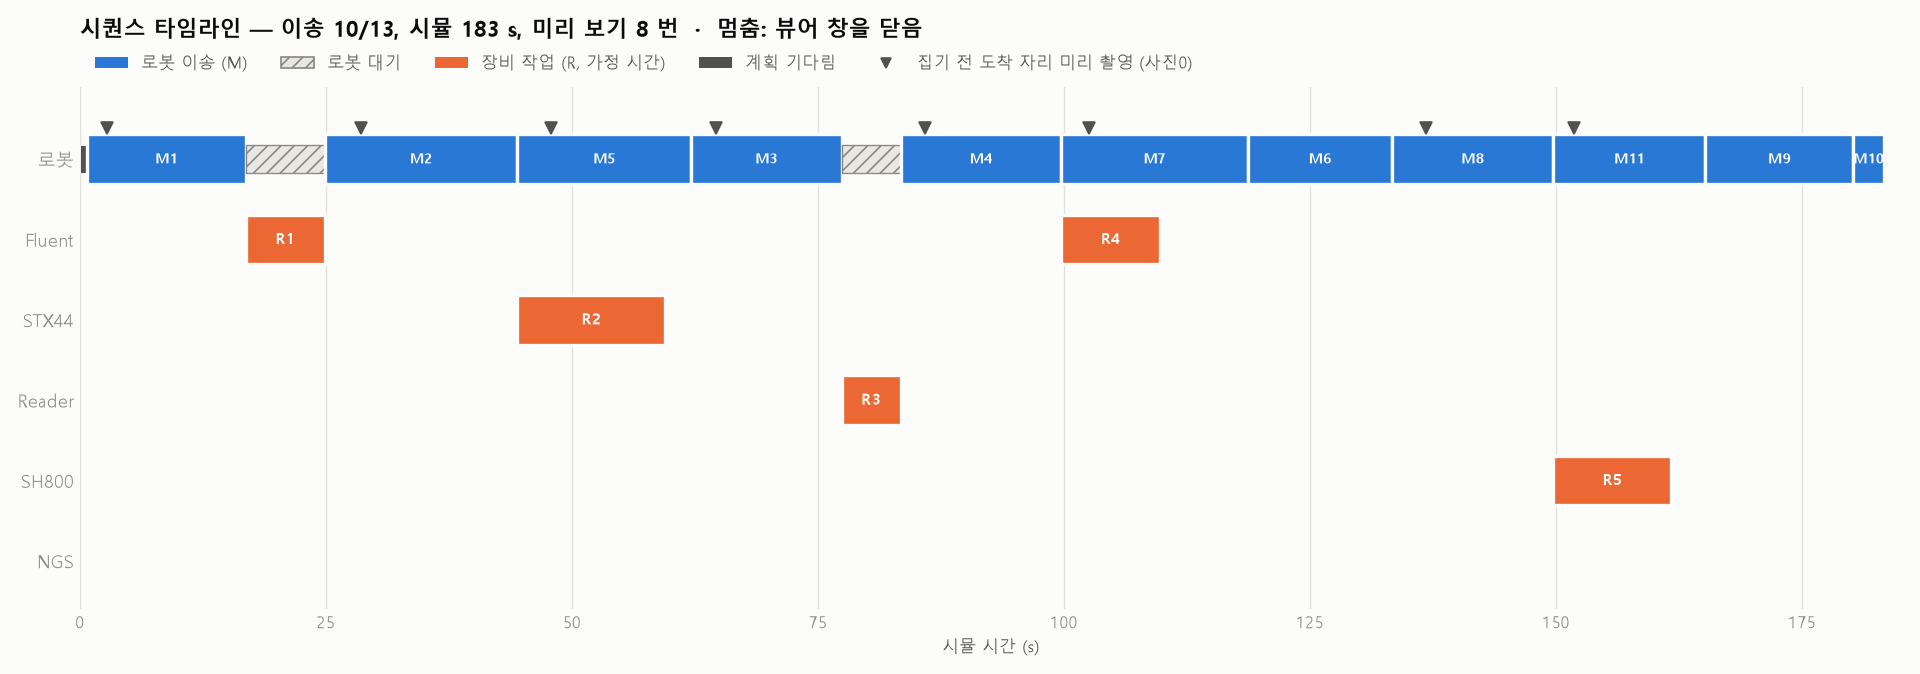 시퀀스 타임라인 — 이송 10/13, 시뮬 183 s, 미리 보기 8 번 · 멈춤: 뷰어 창을 닫음
로봇 이송 (M) 로봇 대기 장비 작업 (R, 가정 시간) 계획 기다림 집기 전 도착 자리 미리 촬영 (사진0)
로봇 M1 M2 M5 M3 M4 M7 M6 M8 M11 M9 M10
Fluent R1 R4
STX44 R2
Reader R3
SH800 R5
NGS
0 25 50 75 100 125 150 175
시뮬 시간 (s)